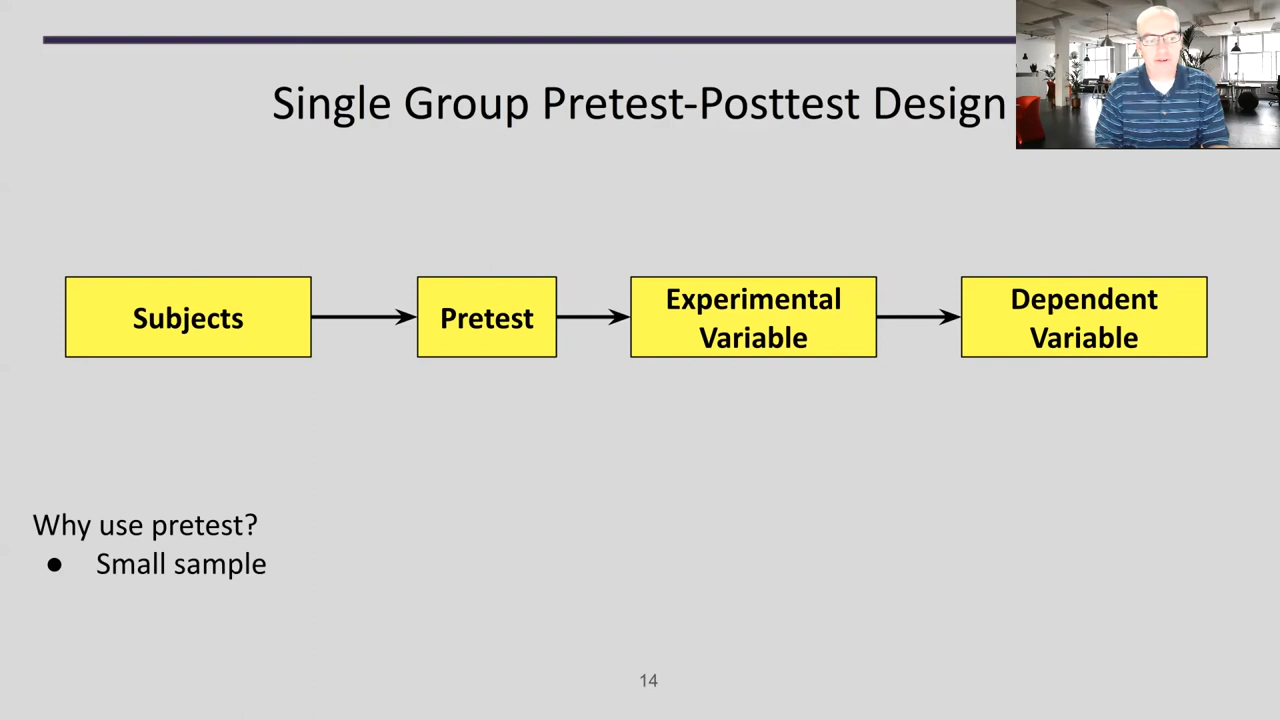 Single Group Pretest-Posttest Design
Subjects
Pretest
Experimental
Variable
Dependent
Variable
Why use pretest?
● Small sample
14